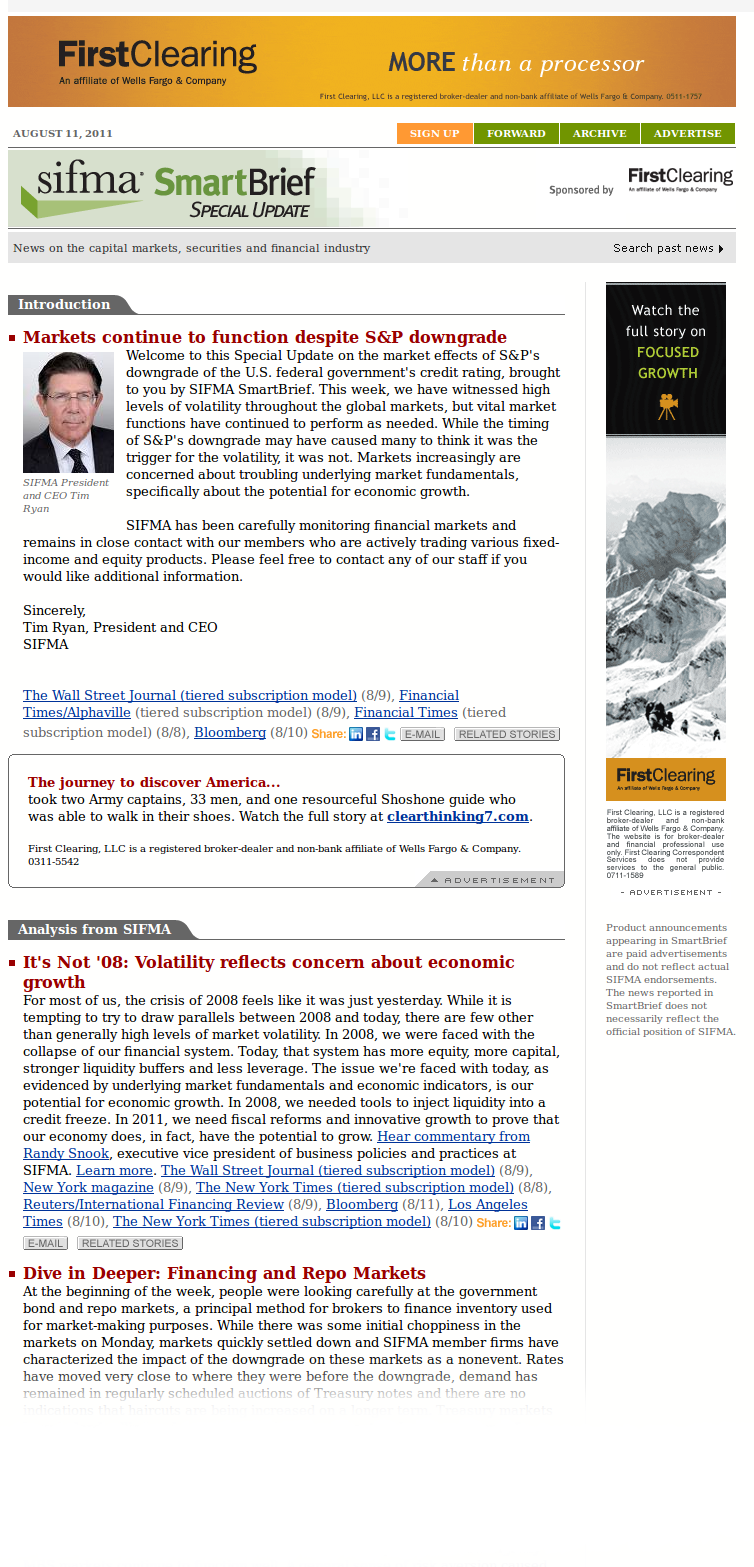 FirstClearing
An affiliate of Wells Fargo & Company
MORE than a processor
First Clearing, LLC is a registered broker-dealer and non-bank affiliate of Wells Fargo & Company. 0511-1757
AUGUST 11, 2011
SIGN UP
FORWARD
ARCHIVE
ADVERTISE
sifma
SmartBrief
SPECIAL UPDATE
Sponsored by
FirstClearing
An affiliate of Wells Fargo & Company
News on the capital markets, securities and financial industry
Search past news
Introduction
Markets continue to function despite S&P downgrade
Welcome to this Special Update on the market effects of S&P's
downgrade of the U.S. federal government's credit rating, brought
to you by SIFMA SmartBrief. This week, we have witnessed high
levels of volatility throughout the global markets, but vital market
functions have continued to perform as needed. While the timing
of S&P's downgrade may have caused many to think it was the
trigger for the volatility, it was not. Markets increasingly are
concerned about troubling underlying market fundamentals,
specifically about the potential for economic growth.
SIFMA President
and CEO Tim
Ryan
SIFMA has been carefully monitoring financial markets and
remains in close contact with our members who are actively trading various fixed-
income and equity products. Please feel free to contact any of our staff if you
would like additional information.
Sincerely,
Tim Ryan, President and CEO
SIFMA
The Wall Street Journal (tiered subscription model) (8/9), Financial
Times/Alphaville (tiered subscription model) (8/9), Financial Times (tiered
subscription model) (8/8), Bloomberg (8/10) Share: E-MAIL RELATED STORIES
The journey to discover America...
took two Army captains, 33 men, and one resourceful Shoshone guide who
was able to walk in their shoes. Watch the full story at clearthinking7.com.
First Clearing, LLC is a registered broker-dealer and non-bank affiliate of Wells Fargo & Company.
0311-5542
ADVERTISEMENT
Analysis from SIFMA
It's Not '08: Volatility reflects concern about economic
growth
For most of us, the crisis of 2008 feels like it was just yesterday. While it is
tempting to try to draw parallels between 2008 and today, there are few other
than generally high levels of market volatility. In 2008, we were faced with the
collapse of our financial system. Today, that system has more equity, more capital,
stronger liquidity buffers and less leverage. The issue we're faced with today, as
evidenced by underlying market fundamentals and economic indicators, is our
potential for economic growth. In 2008, we needed tools to inject liquidity into a
credit freeze. In 2011, we need fiscal reforms and innovative growth to prove that
our economy does, in fact, have the potential to grow. Hear commentary from
Randy Snook, executive vice president of business policies and practices at
SIFMA. Learn more. The Wall Street Journal (tiered subscription model) (8/9),
New York magazine (8/9), The New York Times (tiered subscription model) (8/8),
Reuters/International Financing Review (8/9), Bloomberg (8/11), Los Angeles
Times (8/10), The New York Times (tiered subscription model) (8/10) Share:
E-MAIL RELATED STORIES
Dive in Deeper: Financing and Repo Markets
At the beginning of the week, people were looking carefully at the government
bond and repo markets, a principal method for brokers to finance inventory used
for market-making purposes. While there was some initial choppiness in the
markets on Monday, markets quickly settled down and SIFMA member firms have
characterized the impact of the downgrade on these markets as a nonevent. Rates
have moved very close to where they were before the downgrade, demand has
remained in regularly scheduled auctions of Treasury notes and there are no
indications that haircuts are being increased on a longer term. Treasury markets
Watch the
full story on
FOCUSED
GROWTH
FirstClearing
An affiliate of Wells Fargo & Company
First Clearing, LLC is a registered
broker-dealer and non-bank
affiliate of Wells Fargo & Company.
The website is for broker-dealer
and financial professional use
only. First Clearing Correspondent
Services does not provide
services to the general public.
0711-1589
- ADVERTISEMENT -
Product announcements
appearing in SmartBrief
are paid advertisements
and do not reflect actual
SIFMA endorsements.
The news reported in
SmartBrief does not
necessarily reflect the
official position of SIFMA.